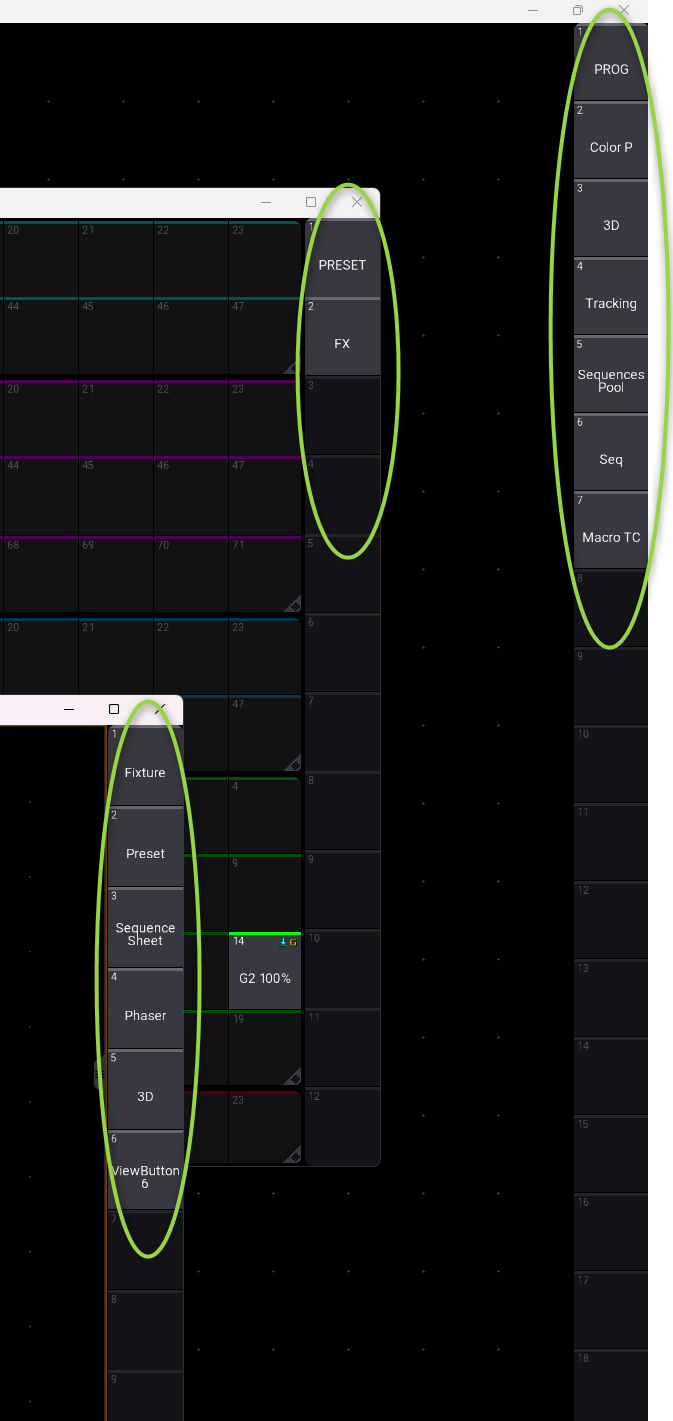 1
PROG
2
Color P
3
3D
4
Tracking
5
Sequences
Pool
6
Seq
7
Macro TC
8
9
10
11
12
13
14
15
16
17
18
20 21 22 23
44 45 46 47
20 21 22 23
44 45 46 47
68 69 70 71
20 21 22 23
47
4
9
14 G
G2 100%
19
23
1
PRESET
2
FX
3
4
5
6
7
8
9
10
11
12
1
Fixture
2
Preset
3
Sequence
Sheet
4
Phaser
5
3D
6
ViewButton
6
7
8
9